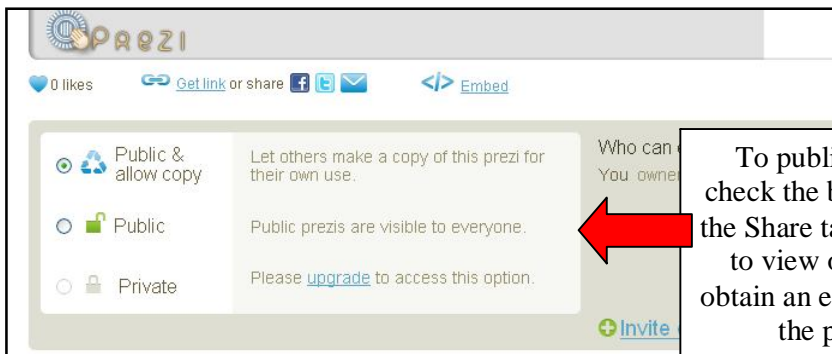 PREZI
0 likes Get link or share Embed
Public & allow copy
Let others make a copy of this prezi for their own use.
Public
Public prezis are visible to everyone.
Private
Please upgrade to access this option.
Who can
You owner
Invite
To
check the
the Share
to view
obtain an
the